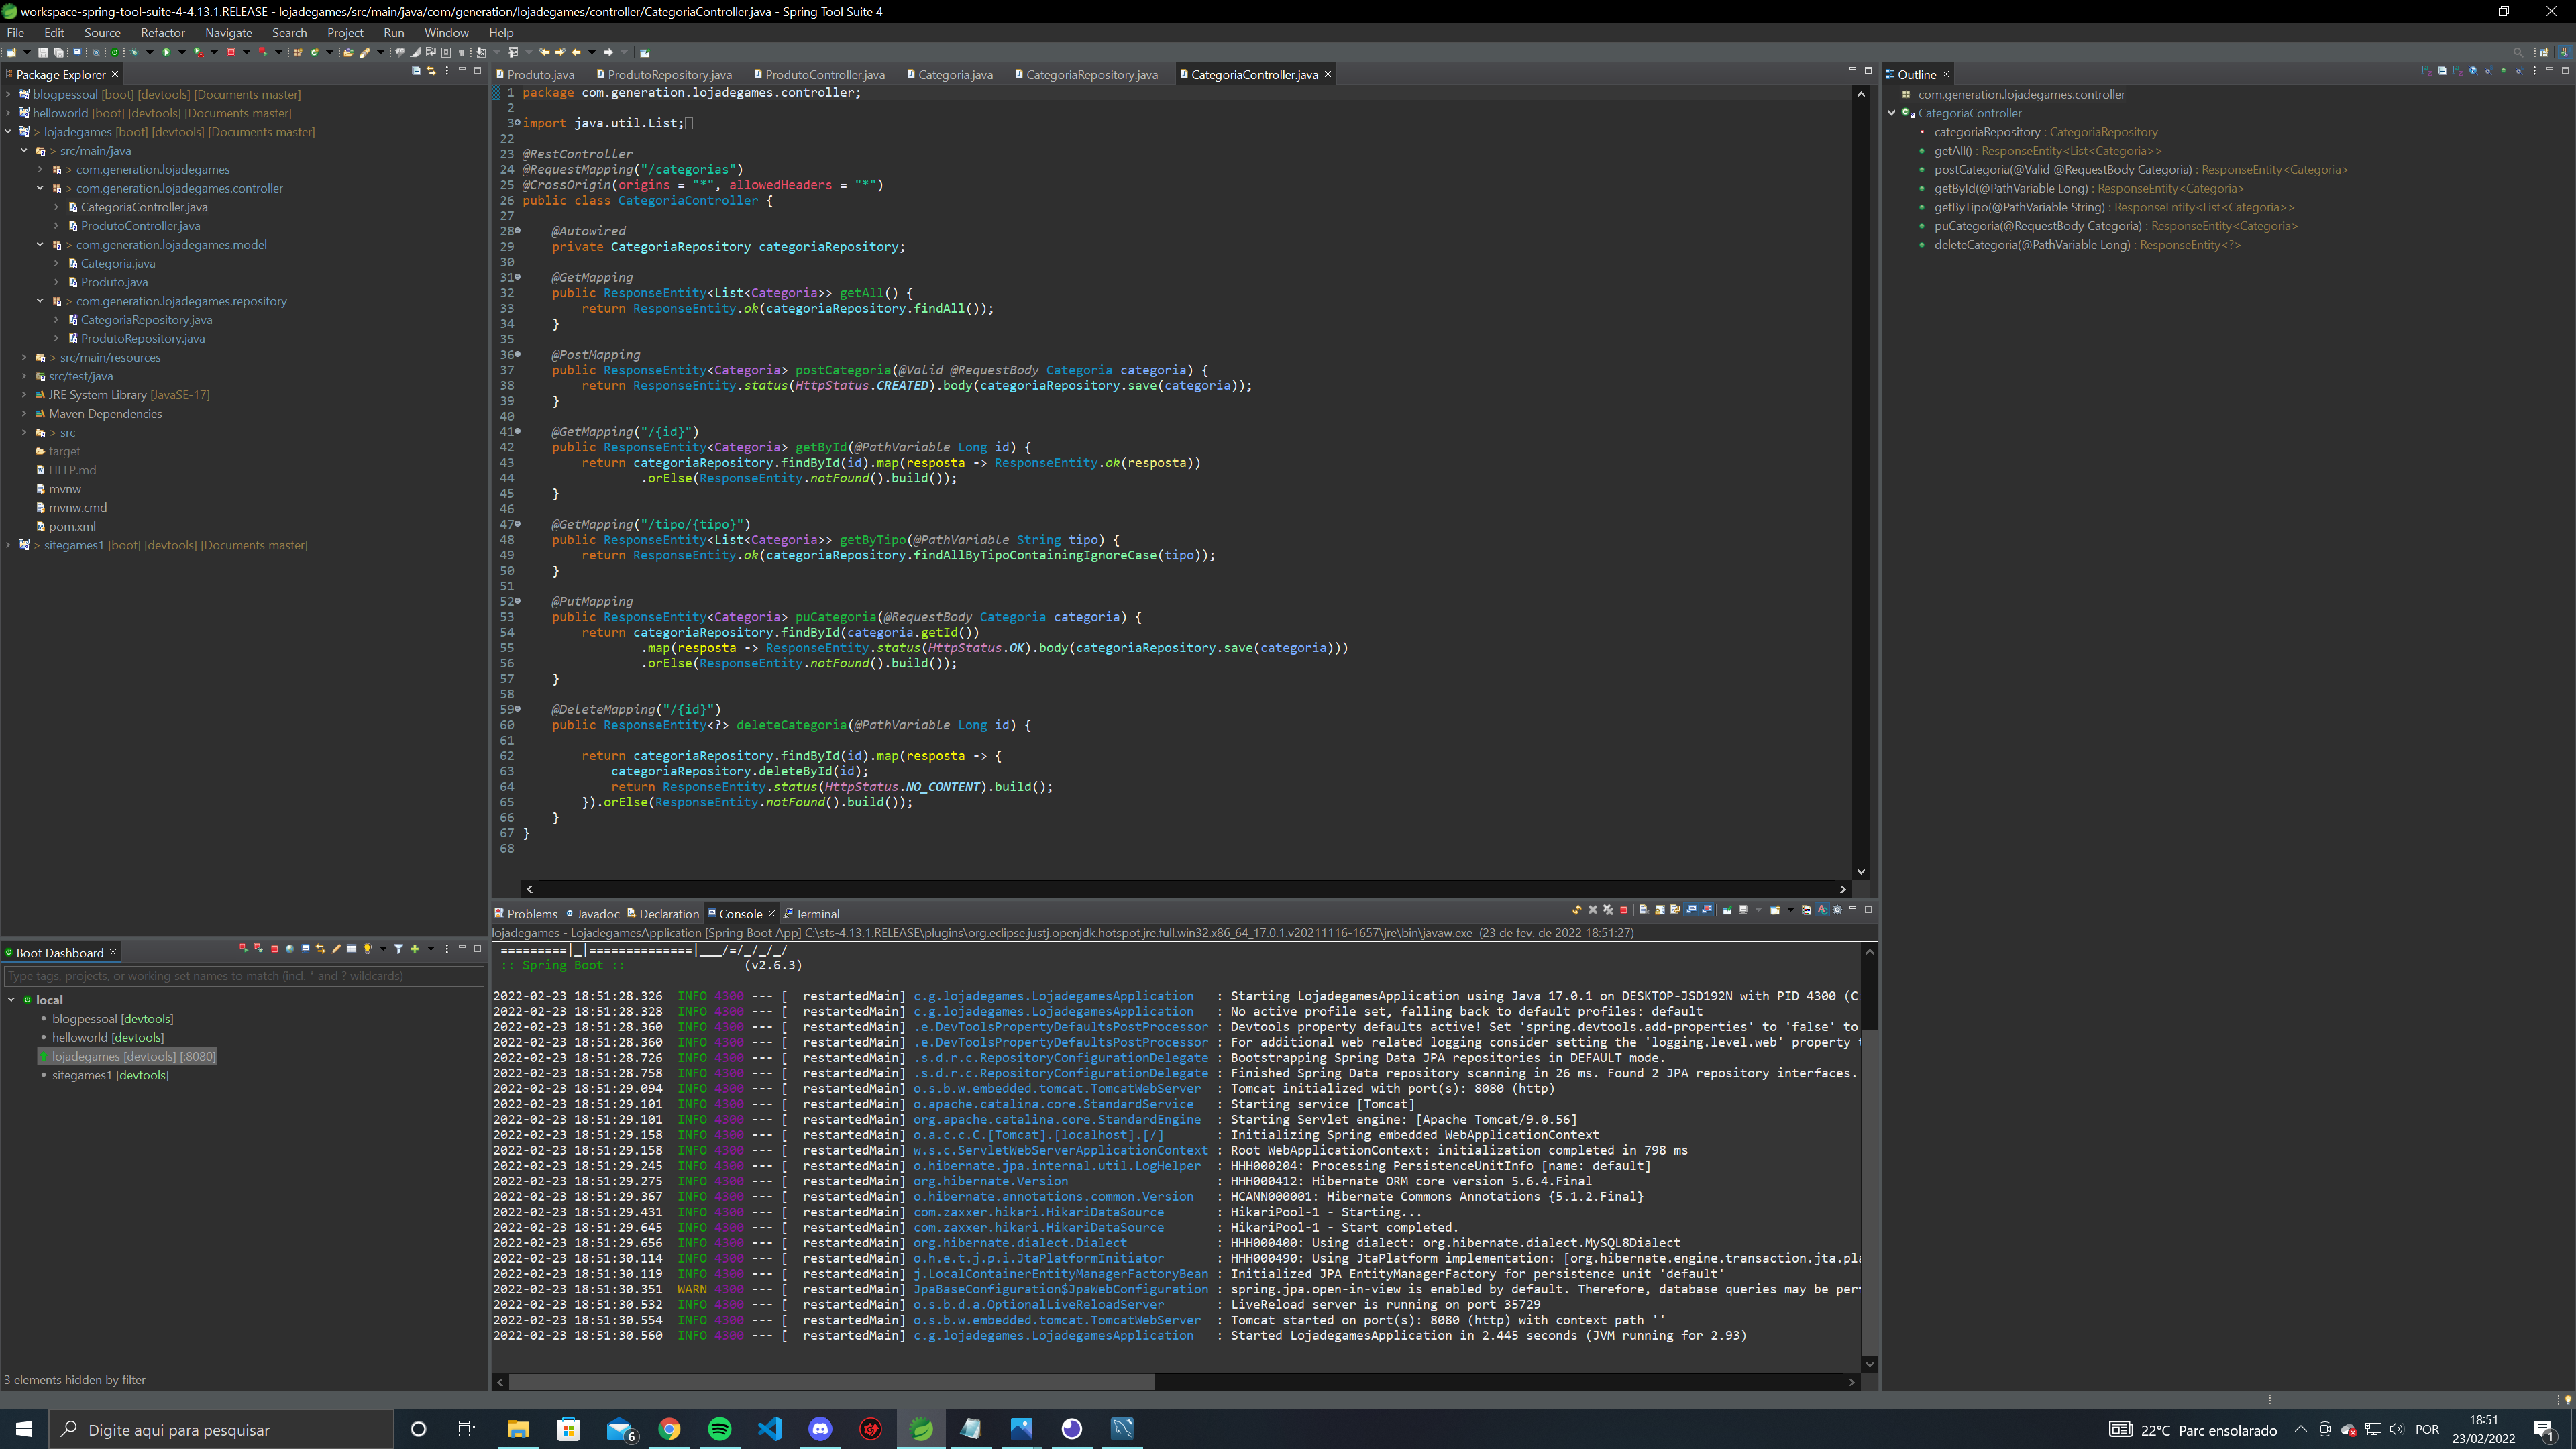 workspace-spring-tool-suite-4-4.13.1.RELEASE - lojadegames/src/main/java/com/generation/lojadegames/controller/CategoriaController.java - Spring Tool Suite 4
File Edit Source Refactor Navigate Search Project Run Window Help
Package Explorer
blogpessoal [boot] [devtools] [Documents master]
helloworld [boot] [devtools] [Documents master]
> lojadegames [boot] [devtools] [Documents master]
> src/main/java
> com.generation.lojadegames
> com.generation.lojadegames.controller
CategoriaController.java
ProdutoController.java
> com.generation.lojadegames.model
Categoria.java
Produto.java
> com.generation.lojadegames.repository
CategoriaRepository.java
ProdutoRepository.java
> src/main/resources
src/test/java
JRE System Library [JavaSE-17]
Maven Dependencies
> src
target
HELP.md
mvnw
mvnw.cmd
pom.xml
> sitegames1 [boot] [devtools] [Documents master]
Produto.java ProdutoRepository.java ProdutoController.java Categoria.java CategoriaRepository.java CategoriaController.java
1 package com.generation.lojadegames.controller;
2
3 import java.util.List;
22
23 @RestController
24 @RequestMapping("/categorias")
25 @CrossOrigin(origins = "*", allowedHeaders = "*")
26 public class CategoriaController {
27
28 @Autowired
29 private CategoriaRepository categoriaRepository;
30
31 @GetMapping
32 public ResponseEntity<List<Categoria>> getAll() {
33 return ResponseEntity.ok(categoriaRepository.findAll());
34 }
35
36 @PostMapping
37 public ResponseEntity<Categoria> postCategoria(@Valid @RequestBody Categoria categoria) {
38 return ResponseEntity.status(HttpStatus.CREATED).body(categoriaRepository.save(categoria));
39 }
40
41 @GetMapping("/{id}")
42 public ResponseEntity<Categoria> getById(@PathVariable Long id) {
43 return categoriaRepository.findById(id).map(resposta -> ResponseEntity.ok(resposta))
44 .orElse(ResponseEntity.notFound().build());
45 }
46
47 @GetMapping("/tipo/{tipo}")
48 public ResponseEntity<List<Categoria>> getByTipo(@PathVariable String tipo) {
49 return ResponseEntity.ok(categoriaRepository.findAllByTipoContainingIgnoreCase(tipo));
50 }
51
52 @PutMapping
53 public ResponseEntity<Categoria> puCategoria(@RequestBody Categoria categoria) {
54 return categoriaRepository.findById(categoria.getId())
55 .map(resposta -> ResponseEntity.status(HttpStatus.OK).body(categoriaRepository.save(categoria)))
56 .orElse(ResponseEntity.notFound().build());
57 }
58
59 @DeleteMapping("/{id}")
60 public ResponseEntity<?> deleteCategoria(@PathVariable Long id) {
61
62 return categoriaRepository.findById(id).map(resposta -> {
63 categoriaRepository.deleteById(id);
64 return ResponseEntity.status(HttpStatus.NO_CONTENT).build();
65 }).orElse(ResponseEntity.notFound().build());
66 }
67 }
68
Outline
com.generation.lojadegames.controller
CategoriaController
categoriaRepository : CategoriaRepository
getAll() : ResponseEntity<List<Categoria>>
postCategoria(@Valid @RequestBody Categoria) : ResponseEntity<Categoria>
getById(@PathVariable Long) : ResponseEntity<Categoria>
getByTipo(@PathVariable String) : ResponseEntity<List<Categoria>>
puCategoria(@RequestBody Categoria) : ResponseEntity<Categoria>
deleteCategoria(@PathVariable Long) : ResponseEntity<?>
Boot Dashboard
Type tags, projects, or working set names to match (incl. * and ? wildcards)
local
blogpessoal [devtools]
helloworld [devtools]
lojadegames [devtools] [:8080]
sitegames1 [devtools]
3 elements hidden by filter
Problems Javadoc Declaration Console Terminal
lojadegames - LojadegamesApplication [Spring Boot App] C:\sts-4.13.1.RELEASE\plugins\org.eclipse.justj.openjdk.hotspot.jre.full.win32.x86_64_17.0.1.v20211116-1657\jre\bin\javaw.exe (23 de fev. de 2022 18:51:27)
=========|_|==============|___/=/_/_/_/
:: Spring Boot :: (v2.6.3)
2022-02-23 18:51:28.326 INFO 4300 --- [ restartedMain] c.g.lojadegames.LojadegamesApplication : Starting LojadegamesApplication using Java 17.0.1 on DESKTOP-JSD192N with PID 4300 (C
2022-02-23 18:51:28.328 INFO 4300 --- [ restartedMain] c.g.lojadegames.LojadegamesApplication : No active profile set, falling back to default profiles: default
2022-02-23 18:51:28.360 INFO 4300 --- [ restartedMain] .e.DevToolsPropertyDefaultsPostProcessor : Devtools property defaults active! Set 'spring.devtools.add-properties' to 'false' to
2022-02-23 18:51:28.360 INFO 4300 --- [ restartedMain] .e.DevToolsPropertyDefaultsPostProcessor : For additional web related logging consider setting the 'logging.level.web' property
2022-02-23 18:51:28.726 INFO 4300 --- [ restartedMain] .s.d.r.c.RepositoryConfigurationDelegate : Bootstrapping Spring Data JPA repositories in DEFAULT mode.
2022-02-23 18:51:28.758 INFO 4300 --- [ restartedMain] .s.d.r.c.RepositoryConfigurationDelegate : Finished Spring Data repository scanning in 26 ms. Found 2 JPA repository interfaces.
2022-02-23 18:51:29.094 INFO 4300 --- [ restartedMain] o.s.b.w.embedded.tomcat.TomcatWebServer : Tomcat initialized with port(s): 8080 (http)
2022-02-23 18:51:29.101 INFO 4300 --- [ restartedMain] o.apache.catalina.core.StandardService : Starting service [Tomcat]
2022-02-23 18:51:29.101 INFO 4300 --- [ restartedMain] org.apache.catalina.core.StandardEngine : Starting Servlet engine: [Apache Tomcat/9.0.56]
2022-02-23 18:51:29.158 INFO 4300 --- [ restartedMain] o.a.c.c.C.[Tomcat].[localhost].[/] : Initializing Spring embedded WebApplicationContext
2022-02-23 18:51:29.158 INFO 4300 --- [ restartedMain] w.s.c.ServletWebServerApplicationContext : Root WebApplicationContext: initialization completed in 798 ms
2022-02-23 18:51:29.245 INFO 4300 --- [ restartedMain] o.hibernate.jpa.internal.util.LogHelper : HHH000204: Processing PersistenceUnitInfo [name: default]
2022-02-23 18:51:29.275 INFO 4300 --- [ restartedMain] org.hibernate.Version : HHH000412: Hibernate ORM core version 5.6.4.Final
2022-02-23 18:51:29.367 INFO 4300 --- [ restartedMain] o.hibernate.annotations.common.Version : HCANN000001: Hibernate Commons Annotations {5.1.2.Final}
2022-02-23 18:51:29.431 INFO 4300 --- [ restartedMain] com.zaxxer.hikari.HikariDataSource : HikariPool-1 - Starting...
2022-02-23 18:51:29.645 INFO 4300 --- [ restartedMain] com.zaxxer.hikari.HikariDataSource : HikariPool-1 - Start completed.
2022-02-23 18:51:29.656 INFO 4300 --- [ restartedMain] org.hibernate.dialect.Dialect : HHH000400: Using dialect: org.hibernate.dialect.MySQL8Dialect
2022-02-23 18:51:30.114 INFO 4300 --- [ restartedMain] o.h.e.t.j.p.i.JtaPlatformInitiator : HHH000490: Using JtaPlatform implementation: [org.hibernate.engine.transaction.jta.pla
2022-02-23 18:51:30.119 INFO 4300 --- [ restartedMain] j.LocalContainerEntityManagerFactoryBean : Initialized JPA EntityManagerFactory for persistence unit 'default'
2022-02-23 18:51:30.351 WARN 4300 --- [ restartedMain] JpaBaseConfiguration$JpaWebConfiguration : spring.jpa.open-in-view is enabled by default. Therefore, database queries may be per
2022-02-23 18:51:30.532 INFO 4300 --- [ restartedMain] o.s.b.d.a.OptionalLiveReloadServer : LiveReload server is running on port 35729
2022-02-23 18:51:30.554 INFO 4300 --- [ restartedMain] o.s.b.w.embedded.tomcat.TomcatWebServer : Tomcat started on port(s): 8080 (http) with context path ''
2022-02-23 18:51:30.560 INFO 4300 --- [ restartedMain] c.g.lojadegames.LojadegamesApplication : Started LojadegamesApplication in 2.445 seconds (JVM running for 2.93)
Digite aqui para pesquisar
6
22°C Parc ensolarado
POR
18:51
23/02/2022
1